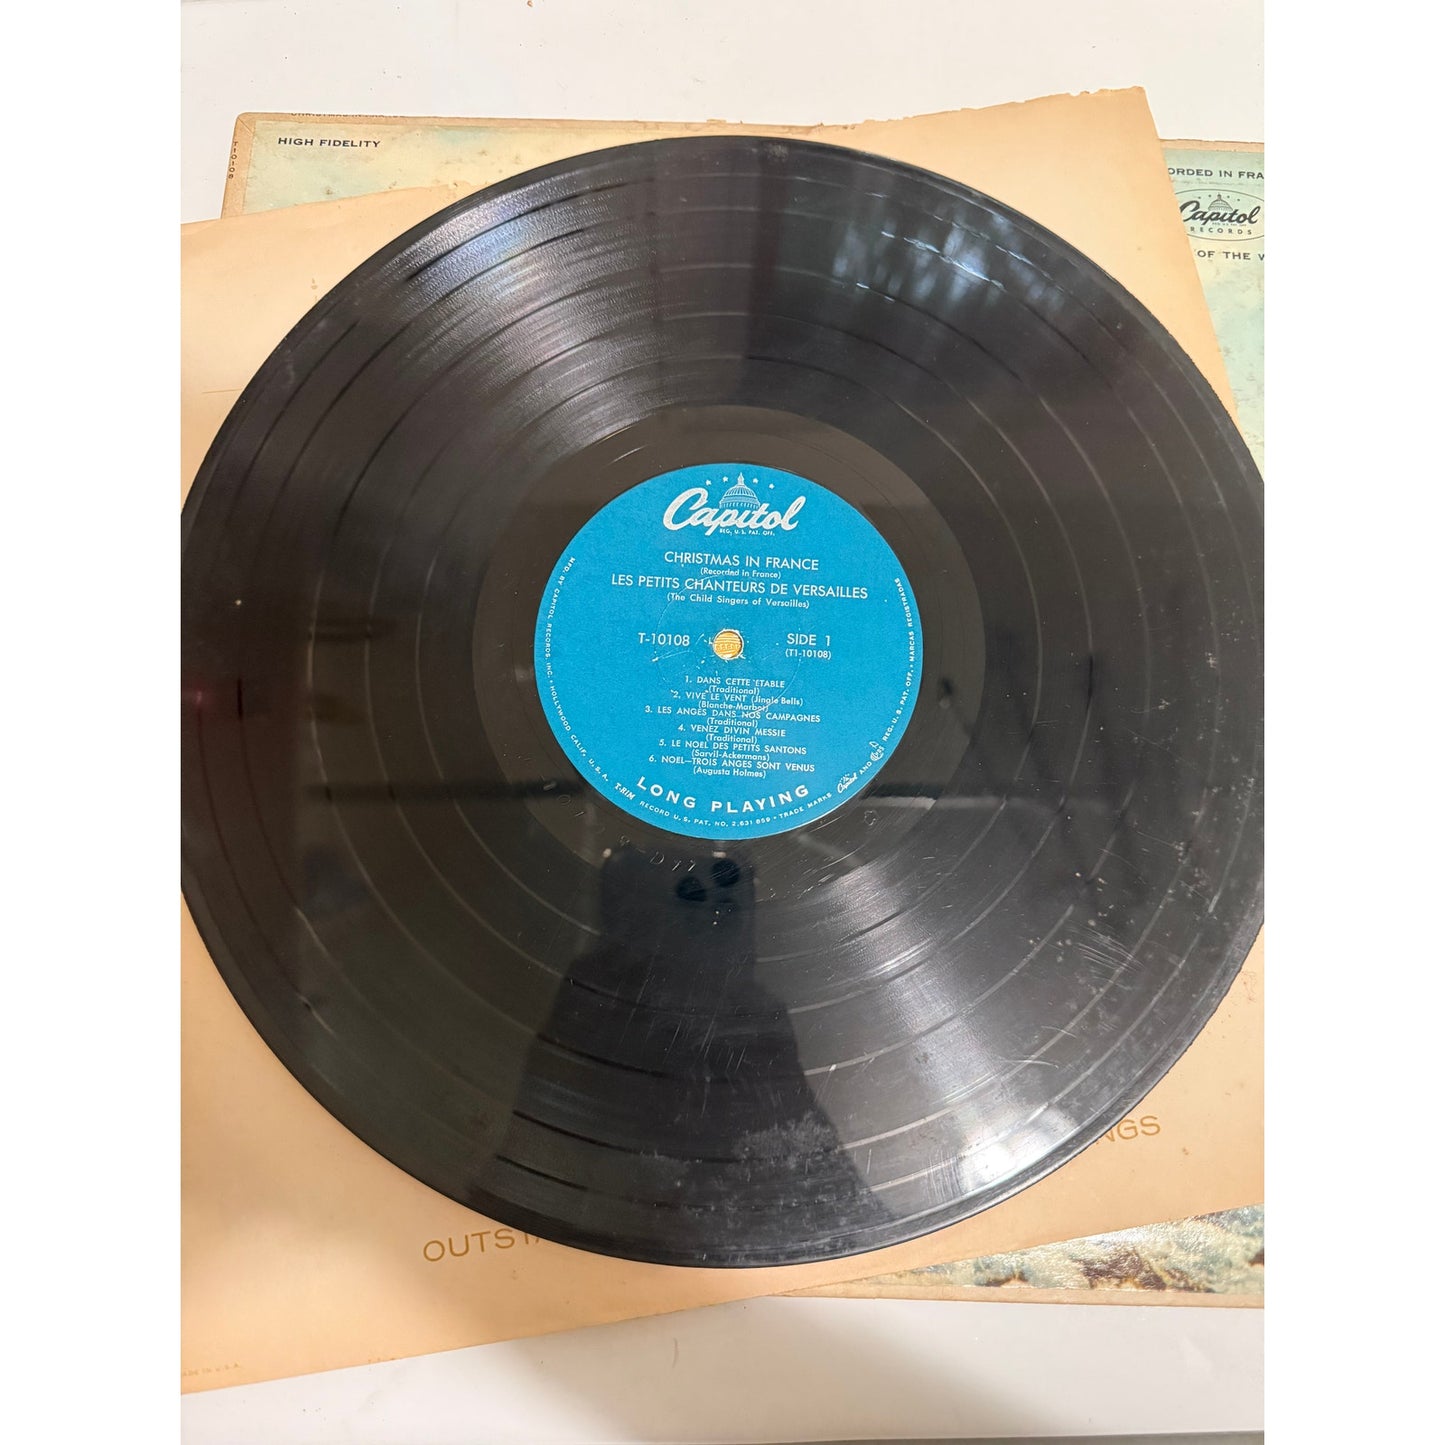 CHRISTMAS IN
T10108
HIGH FIDELITY
ORDED IN FRA
Capitol
RECORDS
OF THE W
Capitol
REG. U.S. PAT. OFF.
CHRISTMAS IN FRANCE
(Recorded in France)
LES PETITS CHANTEURS DE VERSAILLES
(The Child Singers of Versailles)
T-10108 SIDE 1
(T1-10108)
1. DANS CETTE ETABLE
(Traditional)
2. VIVE LE VENT (Jingle Bells)
(Blanche-Marbot)
3. LES ANGES DANS NOS CAMPAGNES
(Traditional)
4. VENEZ DIVIN MESSIE
(Traditional)
5. LE NOEL DES PETITS SANTONS
(Sarvil-Ackermans)
6. NOEL—TROIS ANGES SONT VENUS
(Augusta Holmes)
LONG PLAYING
MFD. BY CAPITOL RECORDS, INC. • HOLLYWOOD, CALIF., U.S.A. T-RIM RECORD U.S. PAT. NO. 2,631,859 • TRADE MARKS Capitol AND REG. U.S. PAT. OFF. • MARCAS REGISTRADAS
OUTST
NGS